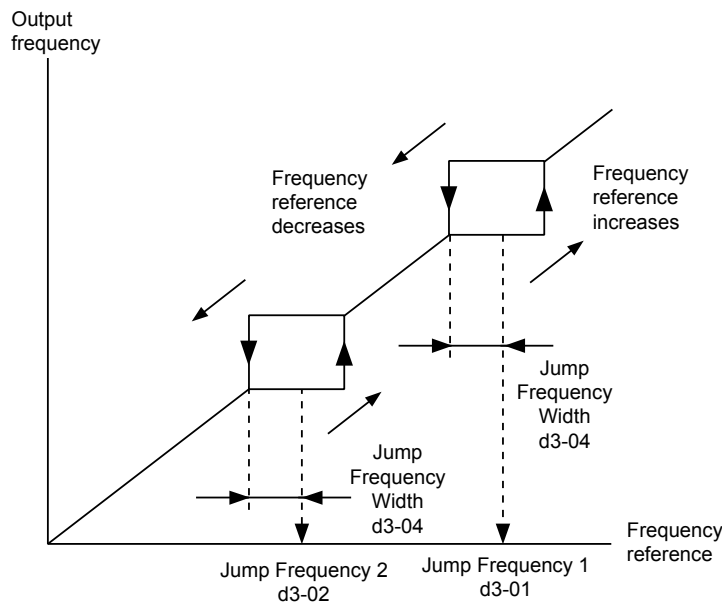 Output
frequency
Frequency
reference
decreases
Frequency
reference
increases
Jump
Frequency
Width
d3-04
Jump
Frequency
Width
d3-04
Frequency
reference
Jump Frequency 2
d3-02
Jump Frequency 1
d3-01